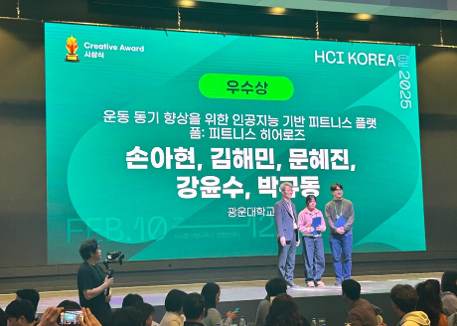 Creative Award
시상식
HCI KOREA
2025
우수상
운동 동기 향상을 위한 인공지능 기반 피트니스 플랫
폼: 피트니스 히어로즈
손아현, 김해민, 문혜진,
강윤수, 박규동
광운대학교
FEB.10